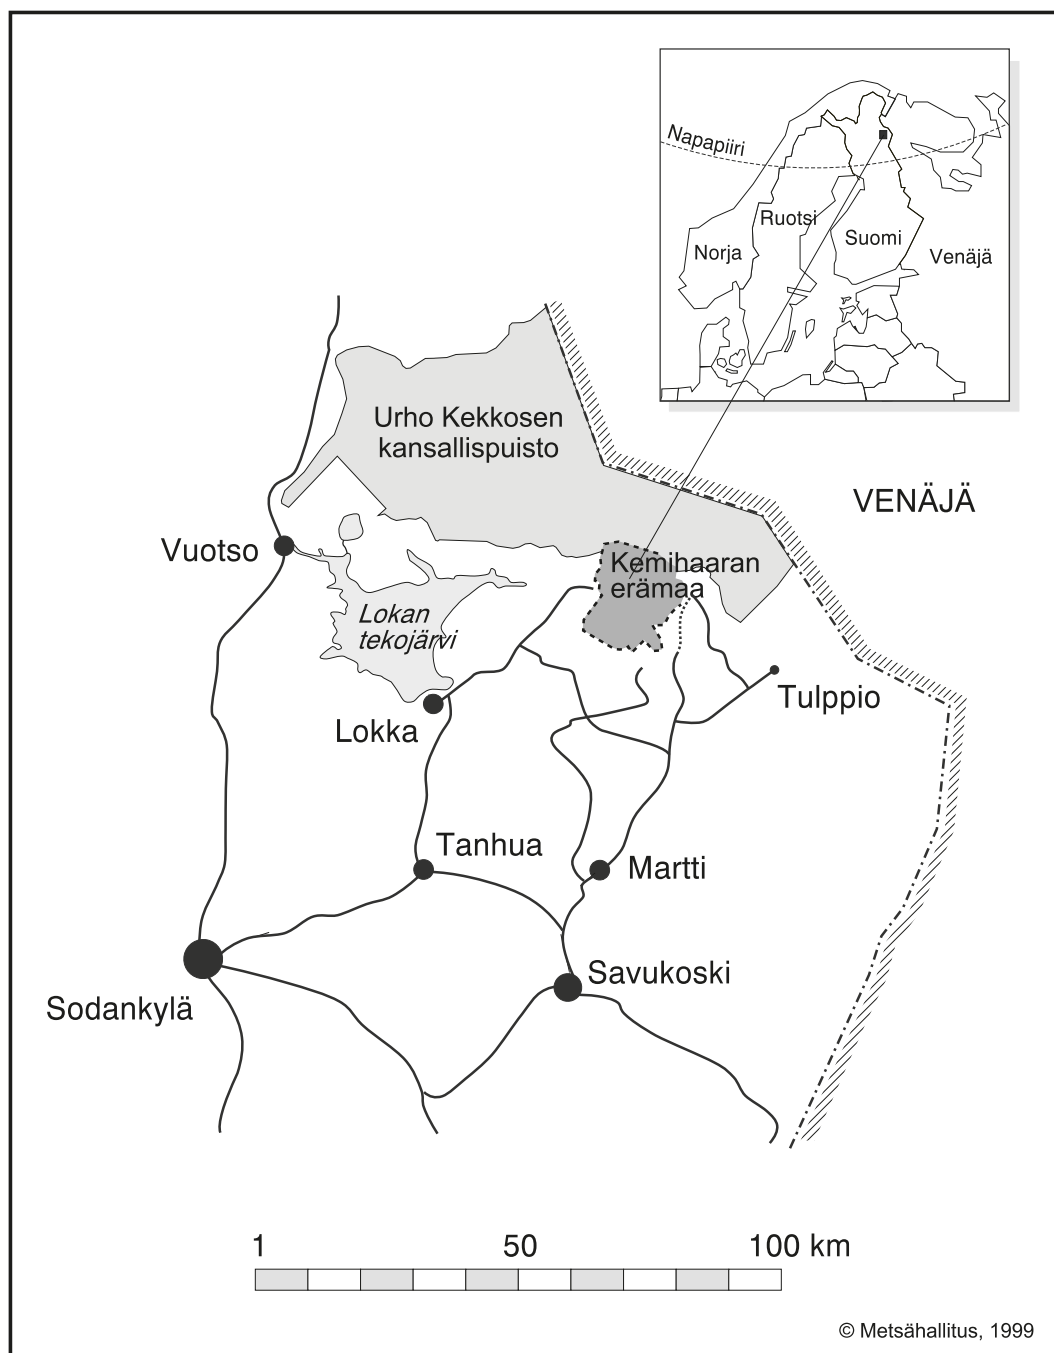 Napapiiri
Ruotsi
Suomi
Norja
Venäjä
Urho Kekkosen
kansallispuisto
VENÄJÄ
Vuotso
Kemihaaran
erämaa
Lokan
tekojärvi
Tulppio
Lokka
Tanhua
Martti
Savukoski
Sodankylä
1 50 100 km
© Metsähallitus, 1999